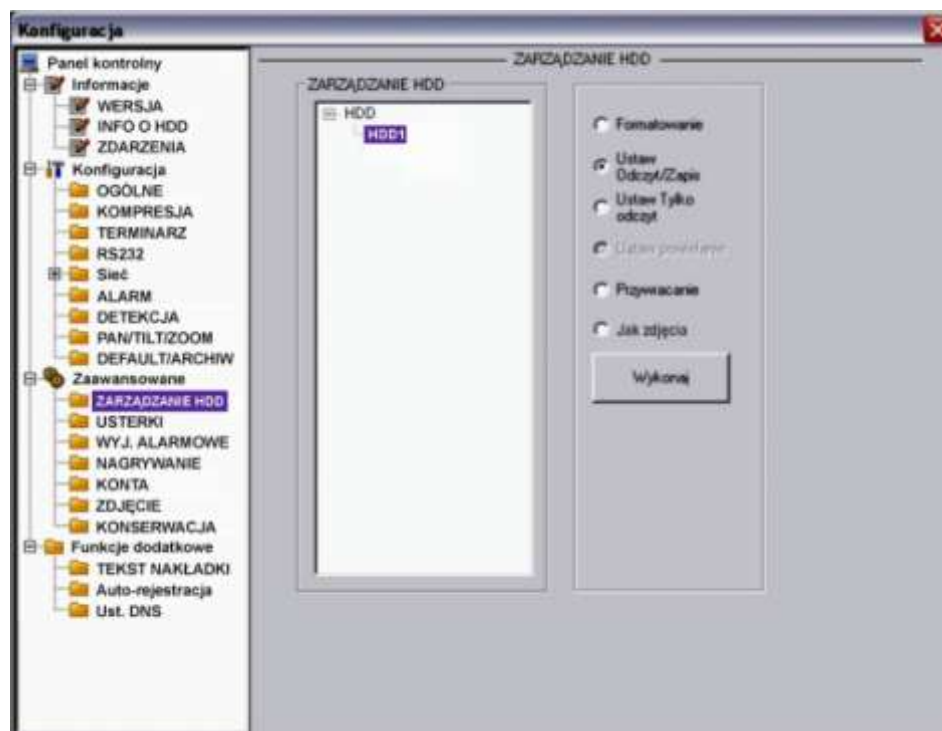 Konfiguracja
Panel kontrolny
Informacje
WERSJA
INFO O HDD
ZDARZENIA
Konfiguracja
OGÓLNE
KOMPRESJA
TERMINARZ
RS232
Sieć
ALARM
DETEKCJA
PAN/TILT/ZOOM
DEFAULT/ARCHIW
Zaawansowane
ZARZĄDZANIE HDD
USTERKI
WYJ. ALARMOWE
NAGRYWANIE
KONTA
ZDJĘCIE
KONSERWACJA
Funkcje dodatkowe
TEKST NAKŁADKI
Auto-rejestracja
Ust. DNS
ZARZĄDZANIE HDD
ZARZĄDZANIE HDD
HDD
HDD1
Formatowanie
Ustaw
Odczyt/Zapis
Ustaw Tylko
odczyt
Ustaw
Przywracanie
Jak zdjęcia
Wykonaj